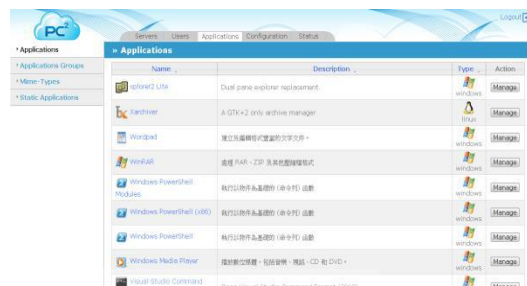 PC²
Logout
Servers Users Applications Configuration Status
Applications
Applications Groups
Mime-Types
Static Applications
» Applications
Name Description Type Action
xplorer2 Lite Dual pane explorer replacement. windows Manage
Xarchiver A GTK+2 only archive manager linux Manage
Wordpad 建立及編輯格式豐富的文字文件。 windows Manage
WinRAR 處理 RAR、ZIP 及其他壓縮檔格式 windows Manage
Windows PowerShell Modules 執行以物件為基礎的 (命令列) 函數 windows Manage
Windows PowerShell (x86) 執行以物件為基礎的 (命令列) 函數 windows Manage
Windows PowerShell 執行以物件為基礎的 (命令列) 函數 windows Manage
Windows Media Player 播放數位媒體，包括音樂、視訊、CD 和 DVD。 windows Manage
Visual Studio Command